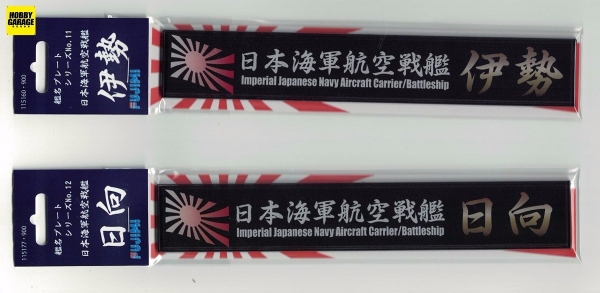 HOBBY
GARAGE
艦名プレート
シリーズNo.11
日本海軍航空戦艦
伊勢
FUJIMI
115160・900
日本海軍航空戦艦
Imperial Japanese Navy Aircraft Carrier/Battleship
伊勢
艦名プレート
シリーズNo.12
日本海軍航空戦艦
日向
FUJIMI
115177・900
日本海軍航空戦艦
Imperial Japanese Navy Aircraft Carrier/Battleship
日向